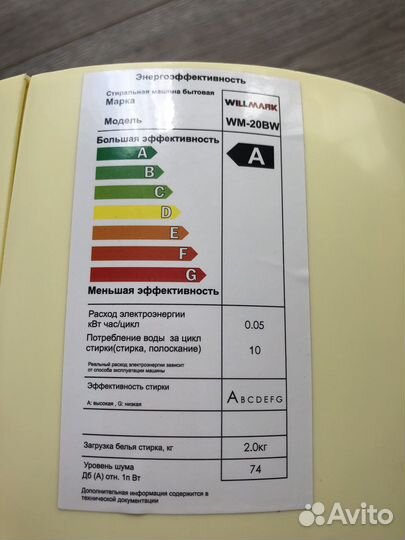 Энергоэффективность
Стиральная машина бытовая
Марка WILLMARK
Модель WM-20BW
Большая эффективность
A A
B
C
D
E
F
G
Меньшая эффективность
Расход электроэнергии
кВт час/цикл 0.05
Потребление воды за цикл
стирки(стирка, полоскание) 10
Реальный расход электроэнергии зависит
от способа эксплуатации машины
Эффективность стирки ABCDEFG
A: высокая , G: низкая
Загрузка белья стирка, кг 2.0кг
Уровень шума 74
Дб (А) отн. 1п Вт
Дополнительная информация содержится в
технической документации
Avito